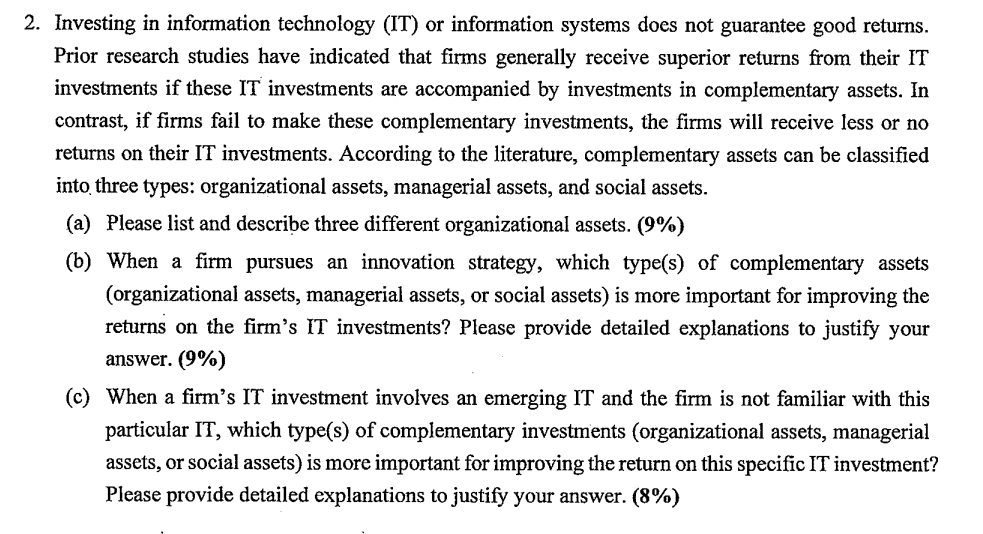 2. Investing in information technology (IT) or information systems does not guarantee good returns.
Prior research studies have indicated that firms generally receive superior returns from their IT
investments if these IT investments are accompanied by investments in complementary assets. In
contrast, if firms fail to make these complementary investments, the firms will receive less or no
returns on their IT investments. According to the literature, complementary assets can be classified
into three types: organizational assets, managerial assets, and social assets.
(a) Please list and describe three different organizational assets. (9%)
(b) When a firm pursues an innovation strategy, which type(s) of complementary assets
(organizational assets, managerial assets, or social assets) is more important for improving the
returns on the firm's IT investments? Please provide detailed explanations to justify your
answer. (9%)
(c) When a firm's IT investment involves an emerging IT and the firm is not familiar with this
particular IT, which type(s) of complementary investments (organizational assets, managerial
assets, or social assets) is more important for improving the return on this specific IT investment?
Please provide detailed explanations to justify your answer. (8%)